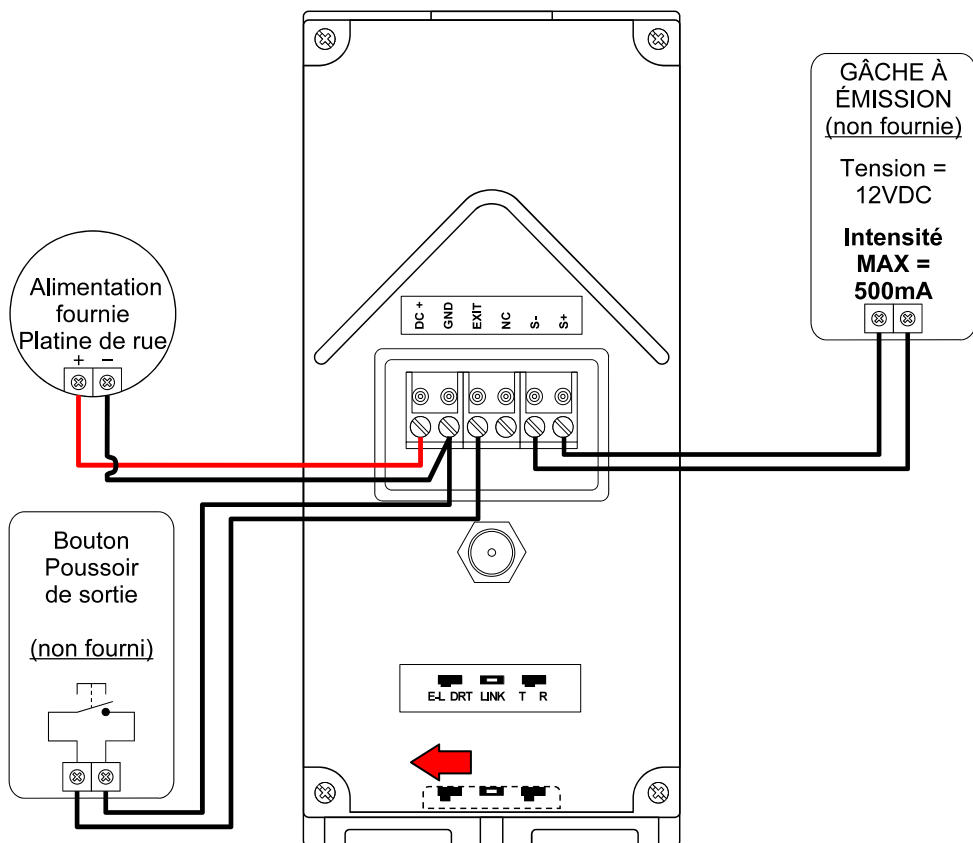 GÂCHE À
ÉMISSION
(non fournie)
Tension =
12VDC
Intensité
MAX =
500mA
Alimentation
fournie
Platine de rue
+ −
DC + GND EXIT NC S- S+
Bouton
Poussoir
de sortie
(non fourni)
E-L DRT LINK T R